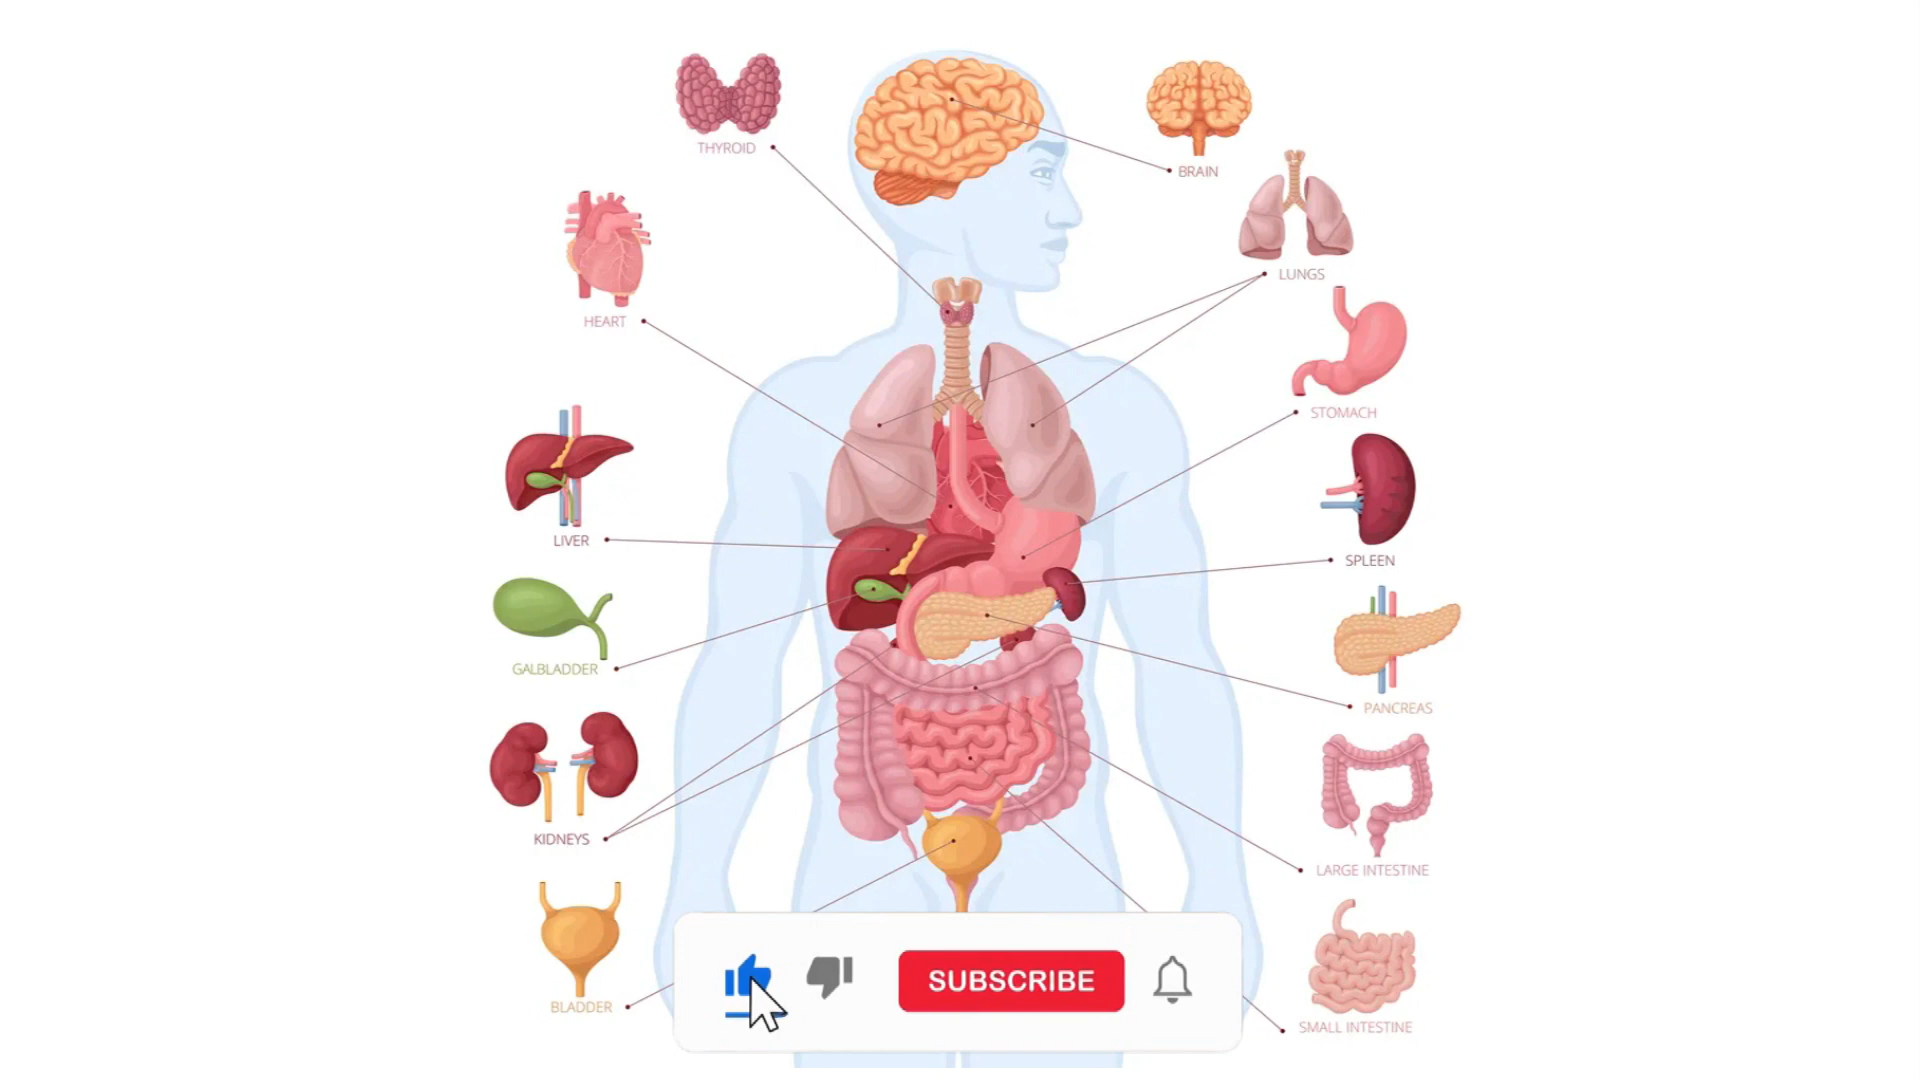 THYROID
BRAIN
LUNGS
HEART
STOMACH
LIVER
SPLEEN
GALBLADDER
PANCREAS
KIDNEYS
LARGE INTESTINE
SUBSCRIBE
BLADDER
SMALL INTESTINE